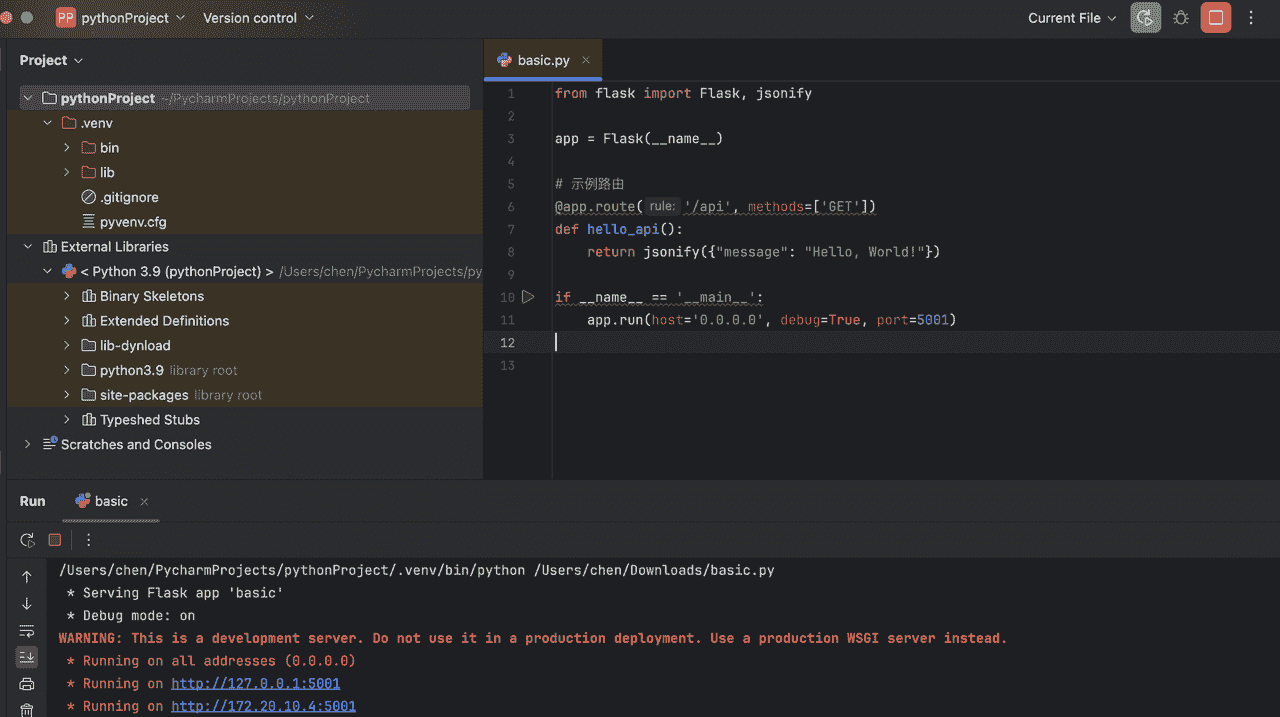 PP pythonProject Version control Current File
Project
pythonProject ~/PycharmProjects/pythonProject
.venv
bin
lib
.gitignore
pyvenv.cfg
External Libraries
< Python 3.9 (pythonProject) > /Users/chen/PycharmProjects/py
Binary Skeletons
Extended Definitions
lib-dynload
python3.9 library root
site-packages library root
Typeshed Stubs
Scratches and Consoles
basic.py
1 from flask import Flask, jsonify
2
3 app = Flask(__name__)
4
5 # 示例路由
6 @app.route( rule: '/api', methods=['GET'])
7 def hello_api():
8     return jsonify({"message": "Hello, World!"})
9
10 if __name__ == '__main__':
11     app.run(host='0.0.0.0', debug=True, port=5001)
12
13
Run basic
/Users/chen/PycharmProjects/pythonProject/.venv/bin/python /Users/chen/Downloads/basic.py
 * Serving Flask app 'basic'
 * Debug mode: on
WARNING: This is a development server. Do not use it in a production deployment. Use a production WSGI server instead.
 * Running on all addresses (0.0.0.0)
 * Running on http://127.0.0.1:5001
 * Running on http://172.20.10.4:5001